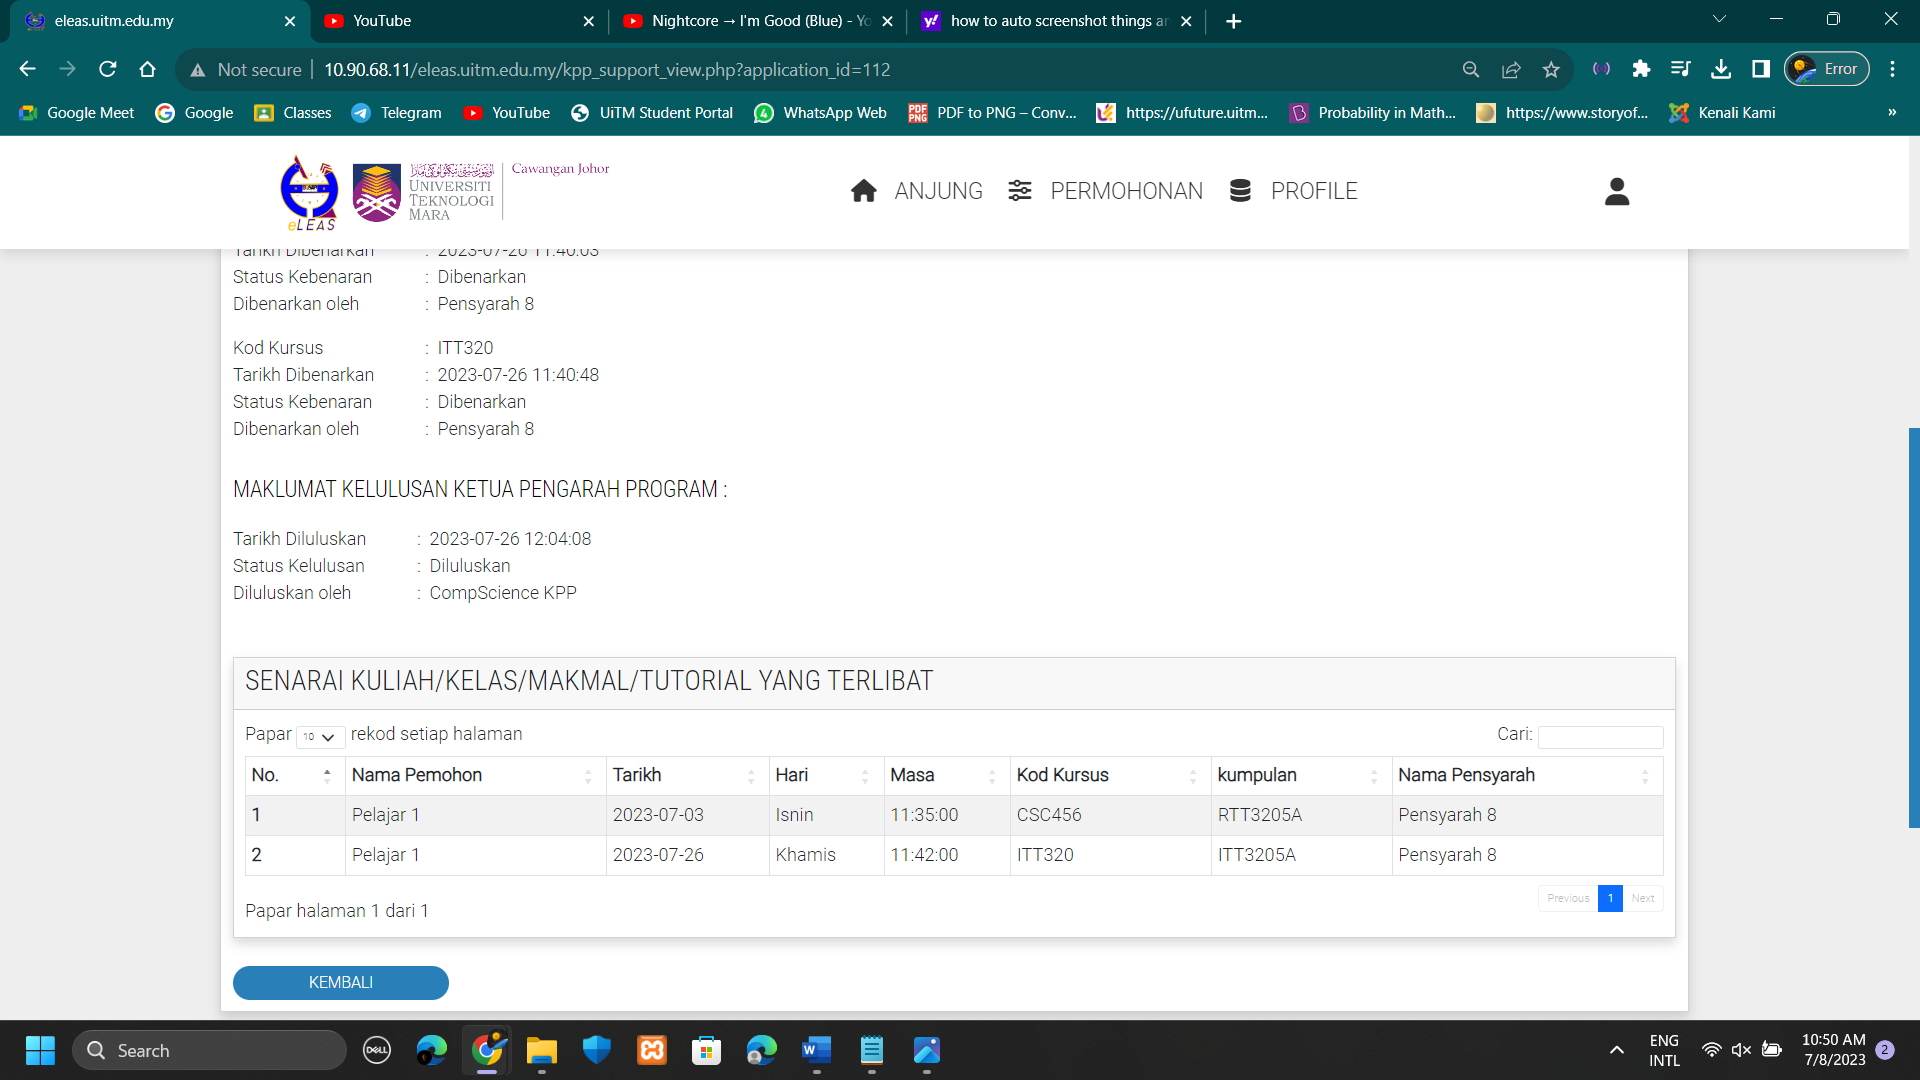 eleas.uitm.edu.my
YouTube
Nightcore → I'm Good (Blue) - Yo
how to auto screenshot things an
Not secure
10.90.68.11/eleas.uitm.edu.my/kpp_support_view.php?application_id=112
Error
Google Meet
Google
Classes
Telegram
YouTube
UiTM Student Portal
WhatsApp Web
PDF to PNG – Conv...
https://ufuture.uitm...
Probability in Math...
https://www.storyof...
Kenali Kami
»
eLEAS
UNIVERSITI
TEKNOLOGI
MARA
Cawangan Johor
ANJUNG
PERMOHONAN
PROFILE
Tarikh Dibenarkan : 2023-07-26 11:40:03
Status Kebenaran : Dibenarkan
Dibenarkan oleh : Pensyarah 8
Kod Kursus : ITT320
Tarikh Dibenarkan : 2023-07-26 11:40:48
Status Kebenaran : Dibenarkan
Dibenarkan oleh : Pensyarah 8
MAKLUMAT KELULUSAN KETUA PENGARAH PROGRAM :
Tarikh Diluluskan : 2023-07-26 12:04:08
Status Kelulusan : Diluluskan
Diluluskan oleh : CompScience KPP
SENARAI KULIAH/KELAS/MAKMAL/TUTORIAL YANG TERLIBAT
Papar 10 rekod setiap halaman
Cari:
No. Nama Pemohon Tarikh Hari Masa Kod Kursus kumpulan Nama Pensyarah
1 Pelajar 1 2023-07-03 Isnin 11:35:00 CSC456 RTT3205A Pensyarah 8
2 Pelajar 1 2023-07-26 Khamis 11:42:00 ITT320 ITT3205A Pensyarah 8
Previous 1 Next
Papar halaman 1 dari 1
KEMBALI
Search
DELL
ENG
INTL
10:50 AM
7/8/2023
2